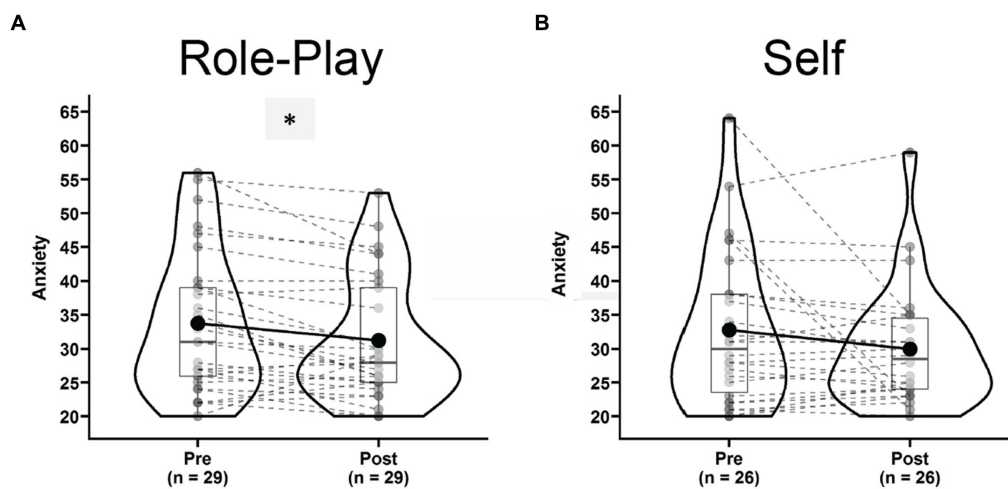 A
Role-Play
*
Anxiety
65
60
55
50
45
40
35
30
25
20
Pre
(n = 29)
Post
(n = 29)
B
Self
Anxiety
65
60
55
50
45
40
35
30
25
20
Pre
(n = 26)
Post
(n = 26)